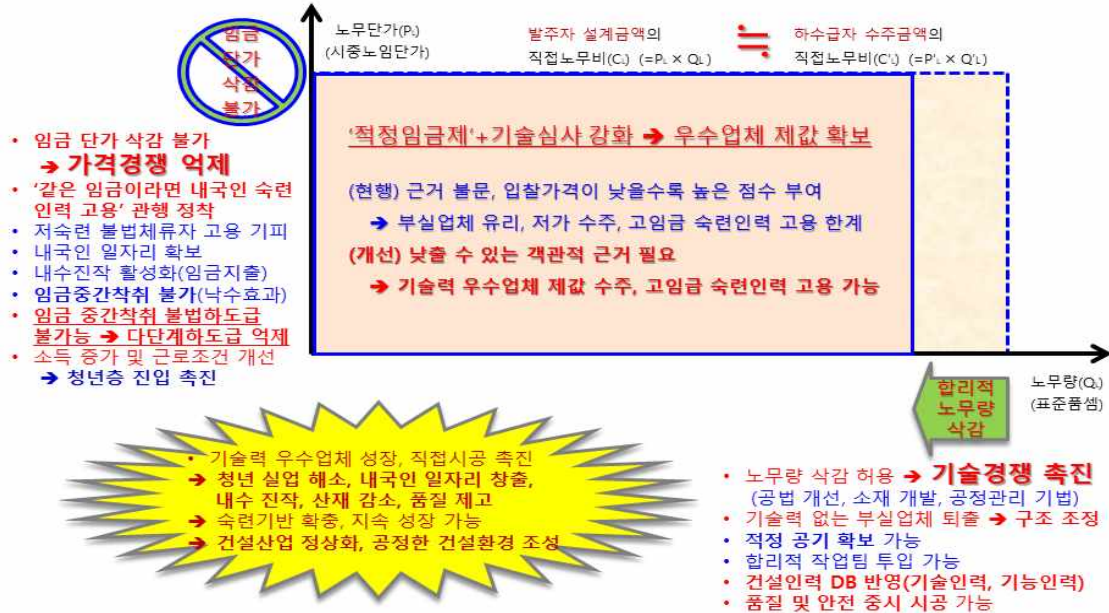 임금
단가
삭감
불가
노무단가(PL)
(시중노임단가)
발주자 설계금액의
직접노무비(CL) (=PL × QL)
≒
하수급자 수주금액의
직접노무비(C'L) (=P'L × Q'L)
'적정임금제'+기술심사 강화 ➔ 우수업체 제값 확보
(현행) 근거 불문, 입찰가격이 낮을수록 높은 점수 부여
➔ 부실업체 유리, 저가 수주, 고임금 숙련인력 고용 한계
(개선) 낮출 수 있는 객관적 근거 필요
➔ 기술력 우수업체 제값 수주, 고임급 숙련인력 고용 가능
• 임금 단가 삭감 불가
➔ 가격경쟁 억제
• '같은 임금이라면 내국인 숙련
인력 고용' 관행 정착
• 저숙련 불법체류자 고용 기피
• 내국인 일자리 확보
• 내수진작 활성화(임금지출)
• 임금중간착취 불가(낙수효과)
• 임금 중간착취 불법하도급
불가능 ➔ 다단계하도급 억제
• 소득 증가 및 근로조건 개선
➔ 청년층 진입 촉진
노무량(QL)
(표준품셈)
합리적
노무량
삭감
• 기술력 우수업체 성장, 직접시공 촉진
➔ 청년 실업 해소, 내국인 일자리 창출,
내수 진작, 산재 감소, 품질 제고
➔ 숙련기반 확충, 지속 성장 가능
➔ 건설산업 정상화, 공정한 건설환경 조성
• 노무량 삭감 허용 ➔ 기술경쟁 촉진
(공법 개선, 소재 개발, 공정관리 기법)
• 기술력 없는 부실업체 퇴출 ➔ 구조 조정
• 적정 공기 확보 가능
• 합리적 작업팀 투입 가능
• 건설인력 DB 반영(기술인력, 기능인력)
• 품질 및 안전 중시 시공 가능